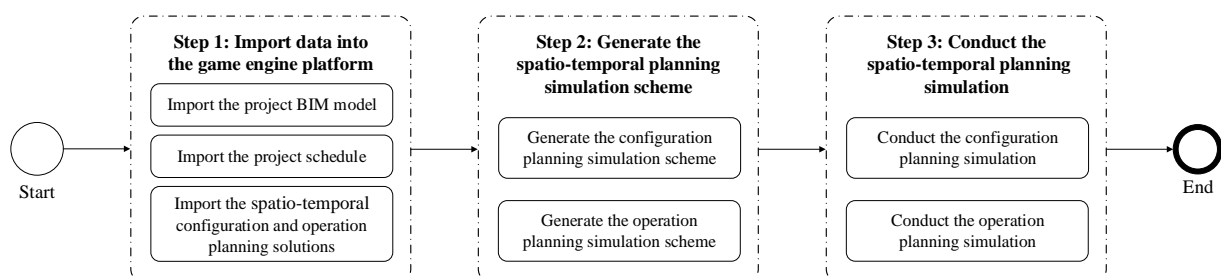 Start
Step 1: Import data into
the game engine platform
Import the project BIM model
Import the project schedule
Import the spatio-temporal
configuration and operation
planning solutions
Step 2: Generate the
spatio-temporal planning
simulation scheme
Generate the configuration
planning simulation scheme
Generate the operation
planning simulation scheme
Step 3: Conduct the
spatio-temporal planning
simulation
Conduct the configuration
planning simulation
Conduct the operation
planning simulation
End